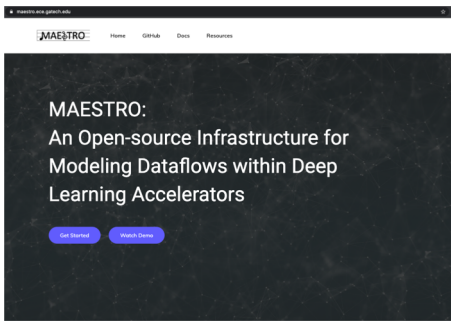 maestro.ece.gatech.edu
MAESTRO
Home GitHub Docs Resources
MAESTRO:
An Open-source Infrastructure for
Modeling Dataflows within Deep
Learning Accelerators
Get Started Watch Demo